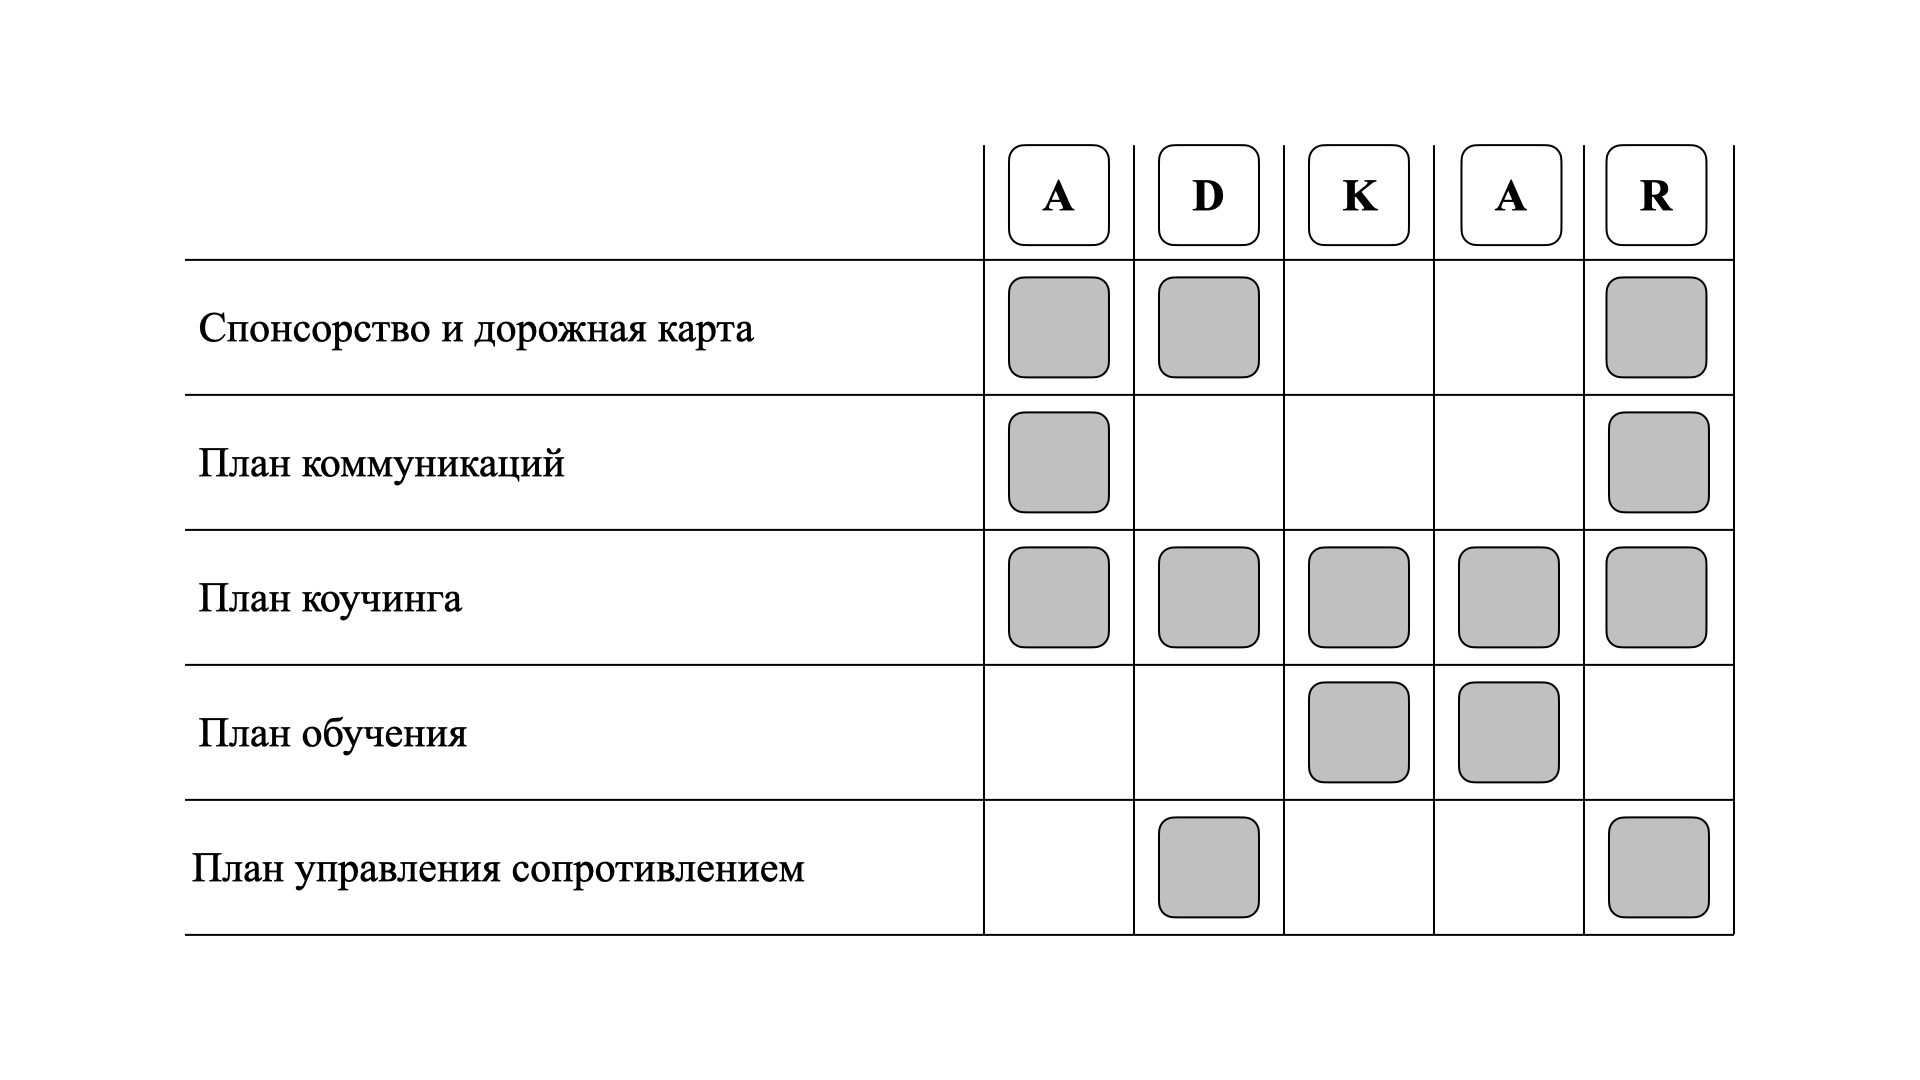 A D K A R
Спонсорство и дорожная карта
План коммуникаций
План коучинга
План обучения
План управления сопротивлением